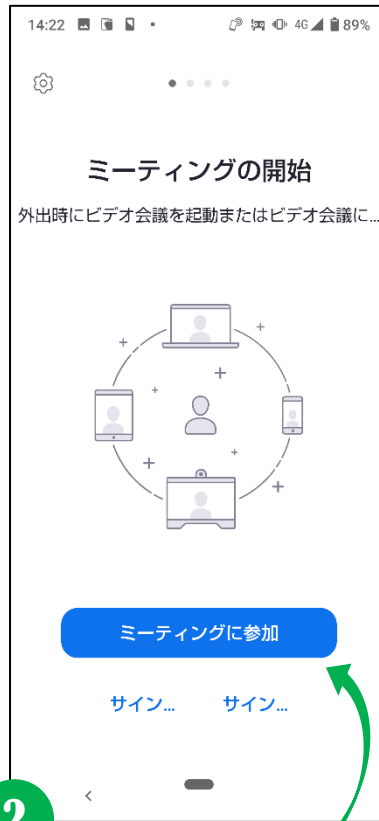 14:22 4G 89%
ミーティングの開始
外出時にビデオ会議を起動またはビデオ会議に...
ミーティングに参加
サイン... サイン...
2